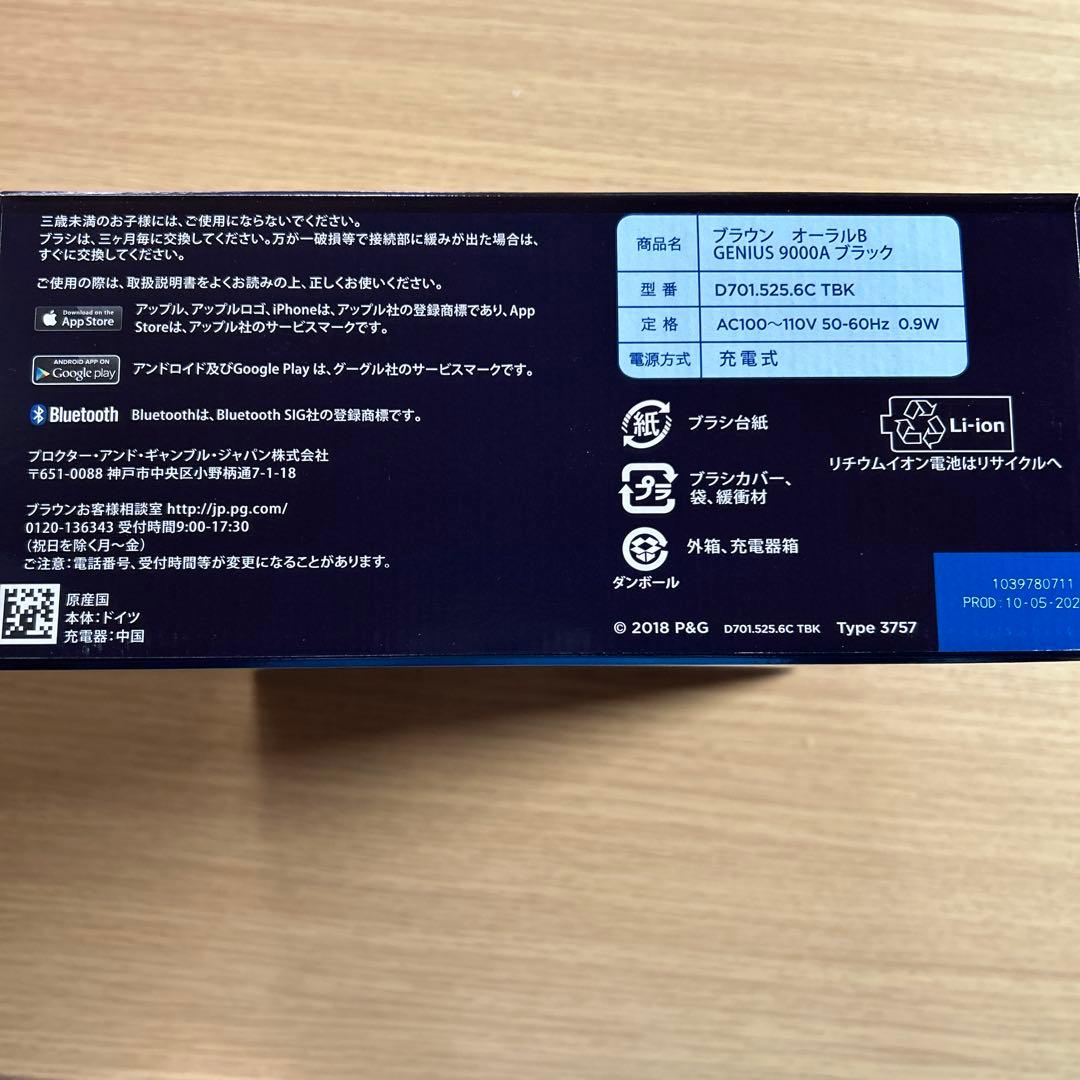 三歳未満のお子様には、ご使用にならないでください。
ブラシは、三ヶ月毎に交換してください。万が一破損等で接続部に緩みが出た場合は、
すぐに交換してください。
ご使用の際は、取扱説明書をよくお読みの上、正しくお使いください。
Download on the
App Store
アップル、アップルロゴ、iPhoneは、アップル社の登録商標であり、App
Storeは、アップル社のサービスマークです。
ANDROID APP ON
Google play
アンドロイド及びGoogle Play は、グーグル社のサービスマークです。
Bluetooth
Bluetoothは、Bluetooth SIG社の登録商標です。
プロクター・アンド・ギャンブル・ジャパン株式会社
〒651-0088 神戸市中央区小野柄通7-1-18
ブラウンお客様相談室 http://jp.pg.com/
0120-136343 受付時間9:00-17:30
（祝日を除く月〜金）
ご注意：電話番号、受付時間等が変更になることがあります。
原産国
本体：ドイツ
充電器：中国
商品名 ブラウン オーラルB
GENIUS 9000A ブラック
型番 D701.525.6C TBK
定格 AC100〜110V 50-60Hz 0.9W
電源方式 充電式
紙 ブラシ台紙
プラ ブラシカバー、
袋、緩衝材
外箱、充電器箱
ダンボール
Li-ion
リチウムイオン電池はリサイクルへ
© 2018 P&G D701.525.6C TBK Type 3757
1039780711
PROD: 10-05-202